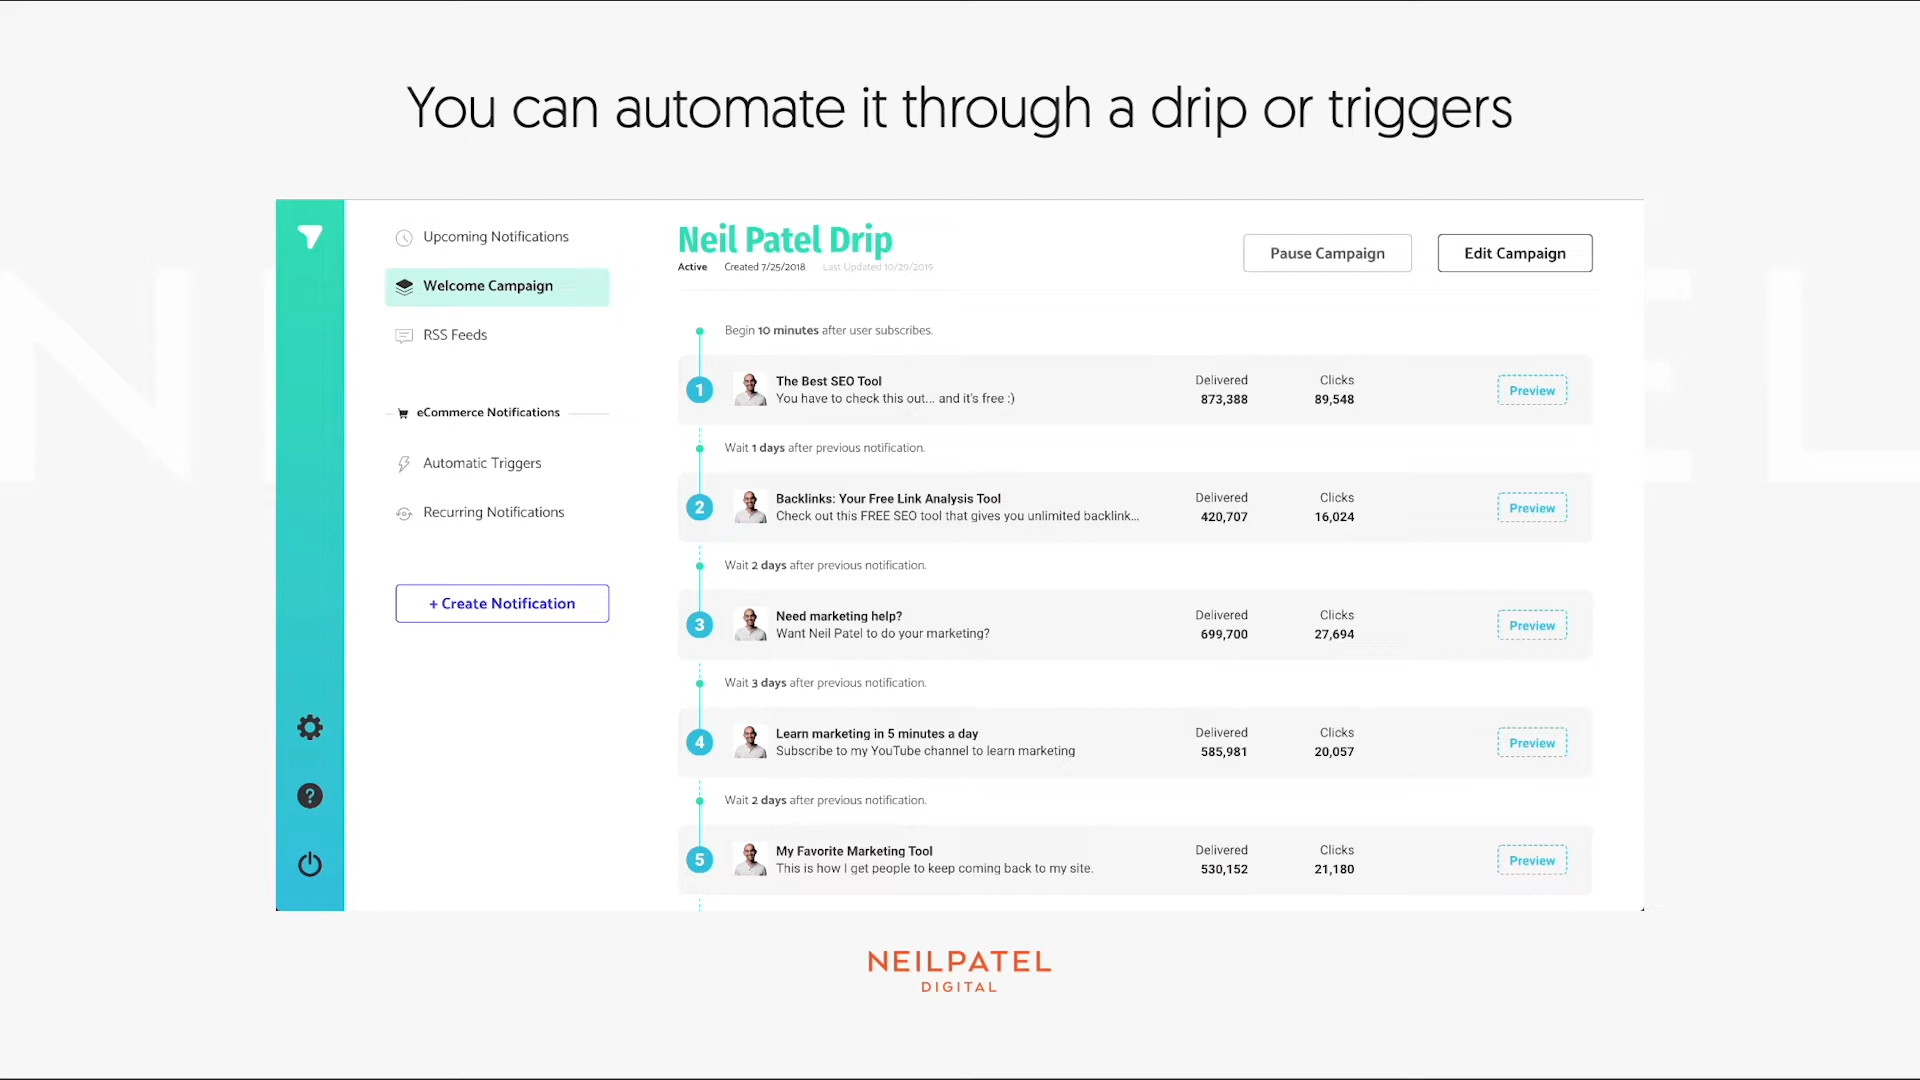 You can automate it through a drip or triggers
Upcoming Notifications
Welcome Campaign
RSS Feeds
eCommerce Notifications
Automatic Triggers
Recurring Notifications
+ Create Notification
Neil Patel Drip
Active Created 7/25/2018 Last Updated 10/29/2019
Pause Campaign
Edit Campaign
Begin 10 minutes after user subscribes.
1
The Best SEO Tool
You have to check this out... and it's free :)
Delivered
873,388
Clicks
89,548
Preview
Wait 1 days after previous notification.
2
Backlinks: Your Free Link Analysis Tool
Check out this FREE SEO tool that gives you unlimited backlink...
Delivered
420,707
Clicks
16,024
Preview
Wait 2 days after previous notification.
3
Need marketing help?
Want Neil Patel to do your marketing?
Delivered
699,700
Clicks
27,694
Preview
Wait 3 days after previous notification.
4
Learn marketing in 5 minutes a day
Subscribe to my YouTube channel to learn marketing
Delivered
585,981
Clicks
20,057
Preview
Wait 2 days after previous notification.
5
My Favorite Marketing Tool
This is how I get people to keep coming back to my site.
Delivered
530,152
Clicks
21,180
Preview
NEILPATEL
DIGITAL